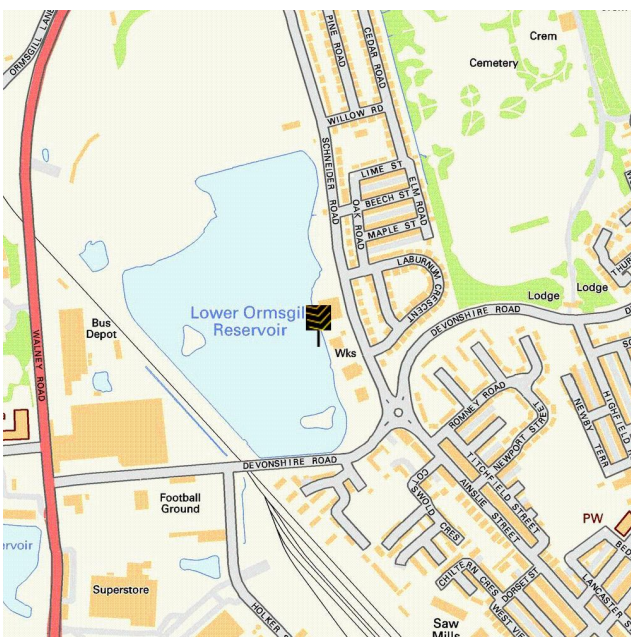 ORMSGILL LANE
PINE ROAD
CEDAR ROAD
Crem
Cemetery
WILLOW RD
SCHNEIDER ROAD
LIME ST
OAK ROAD
BEECH ST
ELM ROAD
MAPLE ST
LABURNUM CRESCENT
Lodge
Lodge
DEVONSHIRE ROAD
Lower Ormsgill
Reservoir
Wks
Bus
Depot
WALNEY ROAD
ROMNEY ROAD
NEWPORT STREET
NEWBY TERR
HIGHFIELD
TITCHFIELD STREET
AINSLIE STREET
DEVONSHIRE ROAD
COTSWOLD CRES
Football
Ground
PW
ervoir
Superstore
CHILTERN CRES
DORSET ST
LANCASTER S
BED
WEST VI
HOLKER
Saw
Mills